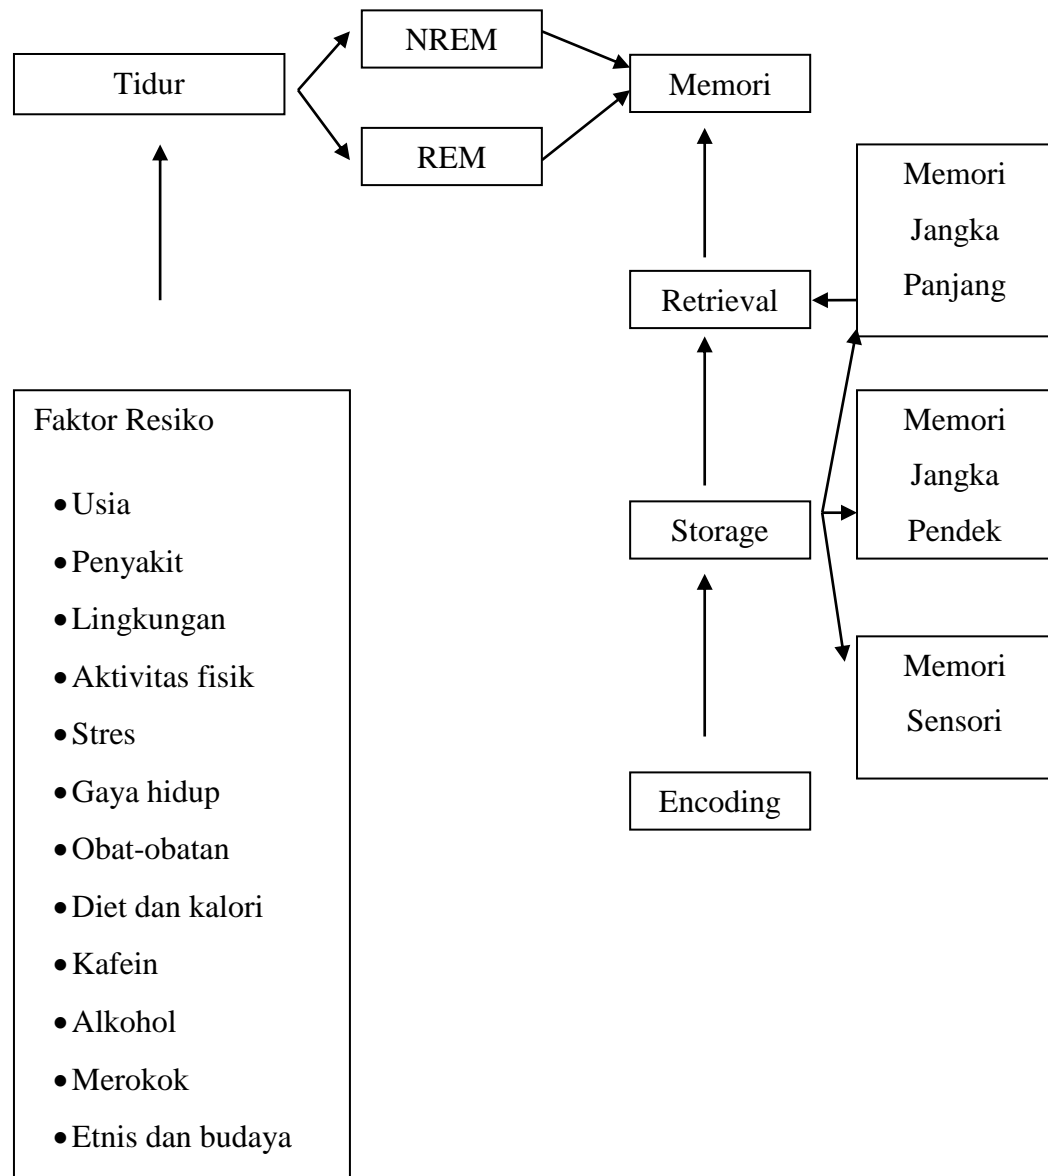 NREM
Tidur
Memori
REM
Memori
Jangka
Panjang
Retrieval
Faktor Resiko
•Usia
•Penyakit
•Lingkungan
•Aktivitas fisik
•Stres
•Gaya hidup
•Obat-obatan
•Diet dan kalori
•Kafein
•Alkohol
•Merokok
•Etnis dan budaya
Memori
Jangka
Pendek
Storage
Memori
Sensori
Encoding